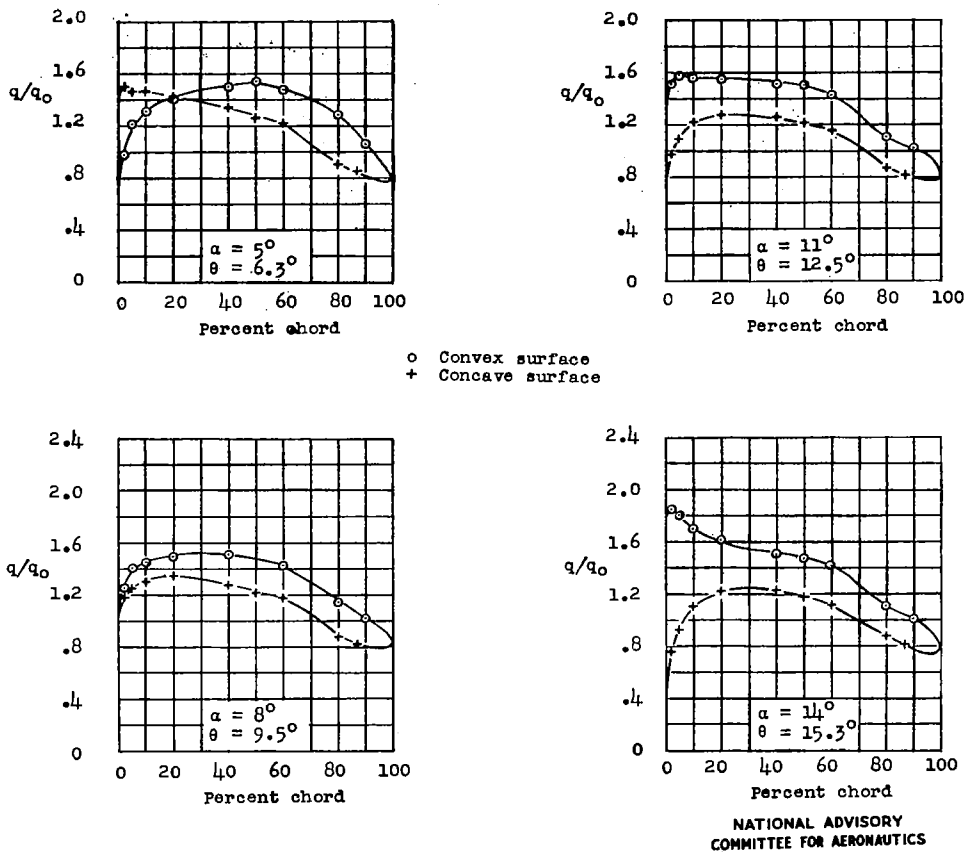 2.0
1.6
q/q₀
1.2
.8
.4
0
α = 5°
θ = 6.3°
0 20 40 60 80 100
Percent chord
2.0
1.6
q/q₀
1.2
.8
.4
0
α = 11°
θ = 12.5°
0 20 40 60 80 100
Percent chord
o Convex surface
+ Concave surface
2.4
2.0
1.6
q/q₀
1.2
.8
.4
0
α = 8°
θ = 9.5°
0 20 40 60 80 100
Percent chord
2.4
2.0
1.6
q/q₀
1.2
.8
.4
0
α = 14°
θ = 15.3°
0 20 40 60 80 100
Percent chord
NATIONAL ADVISORY
COMMITTEE FOR AERONAUTICS